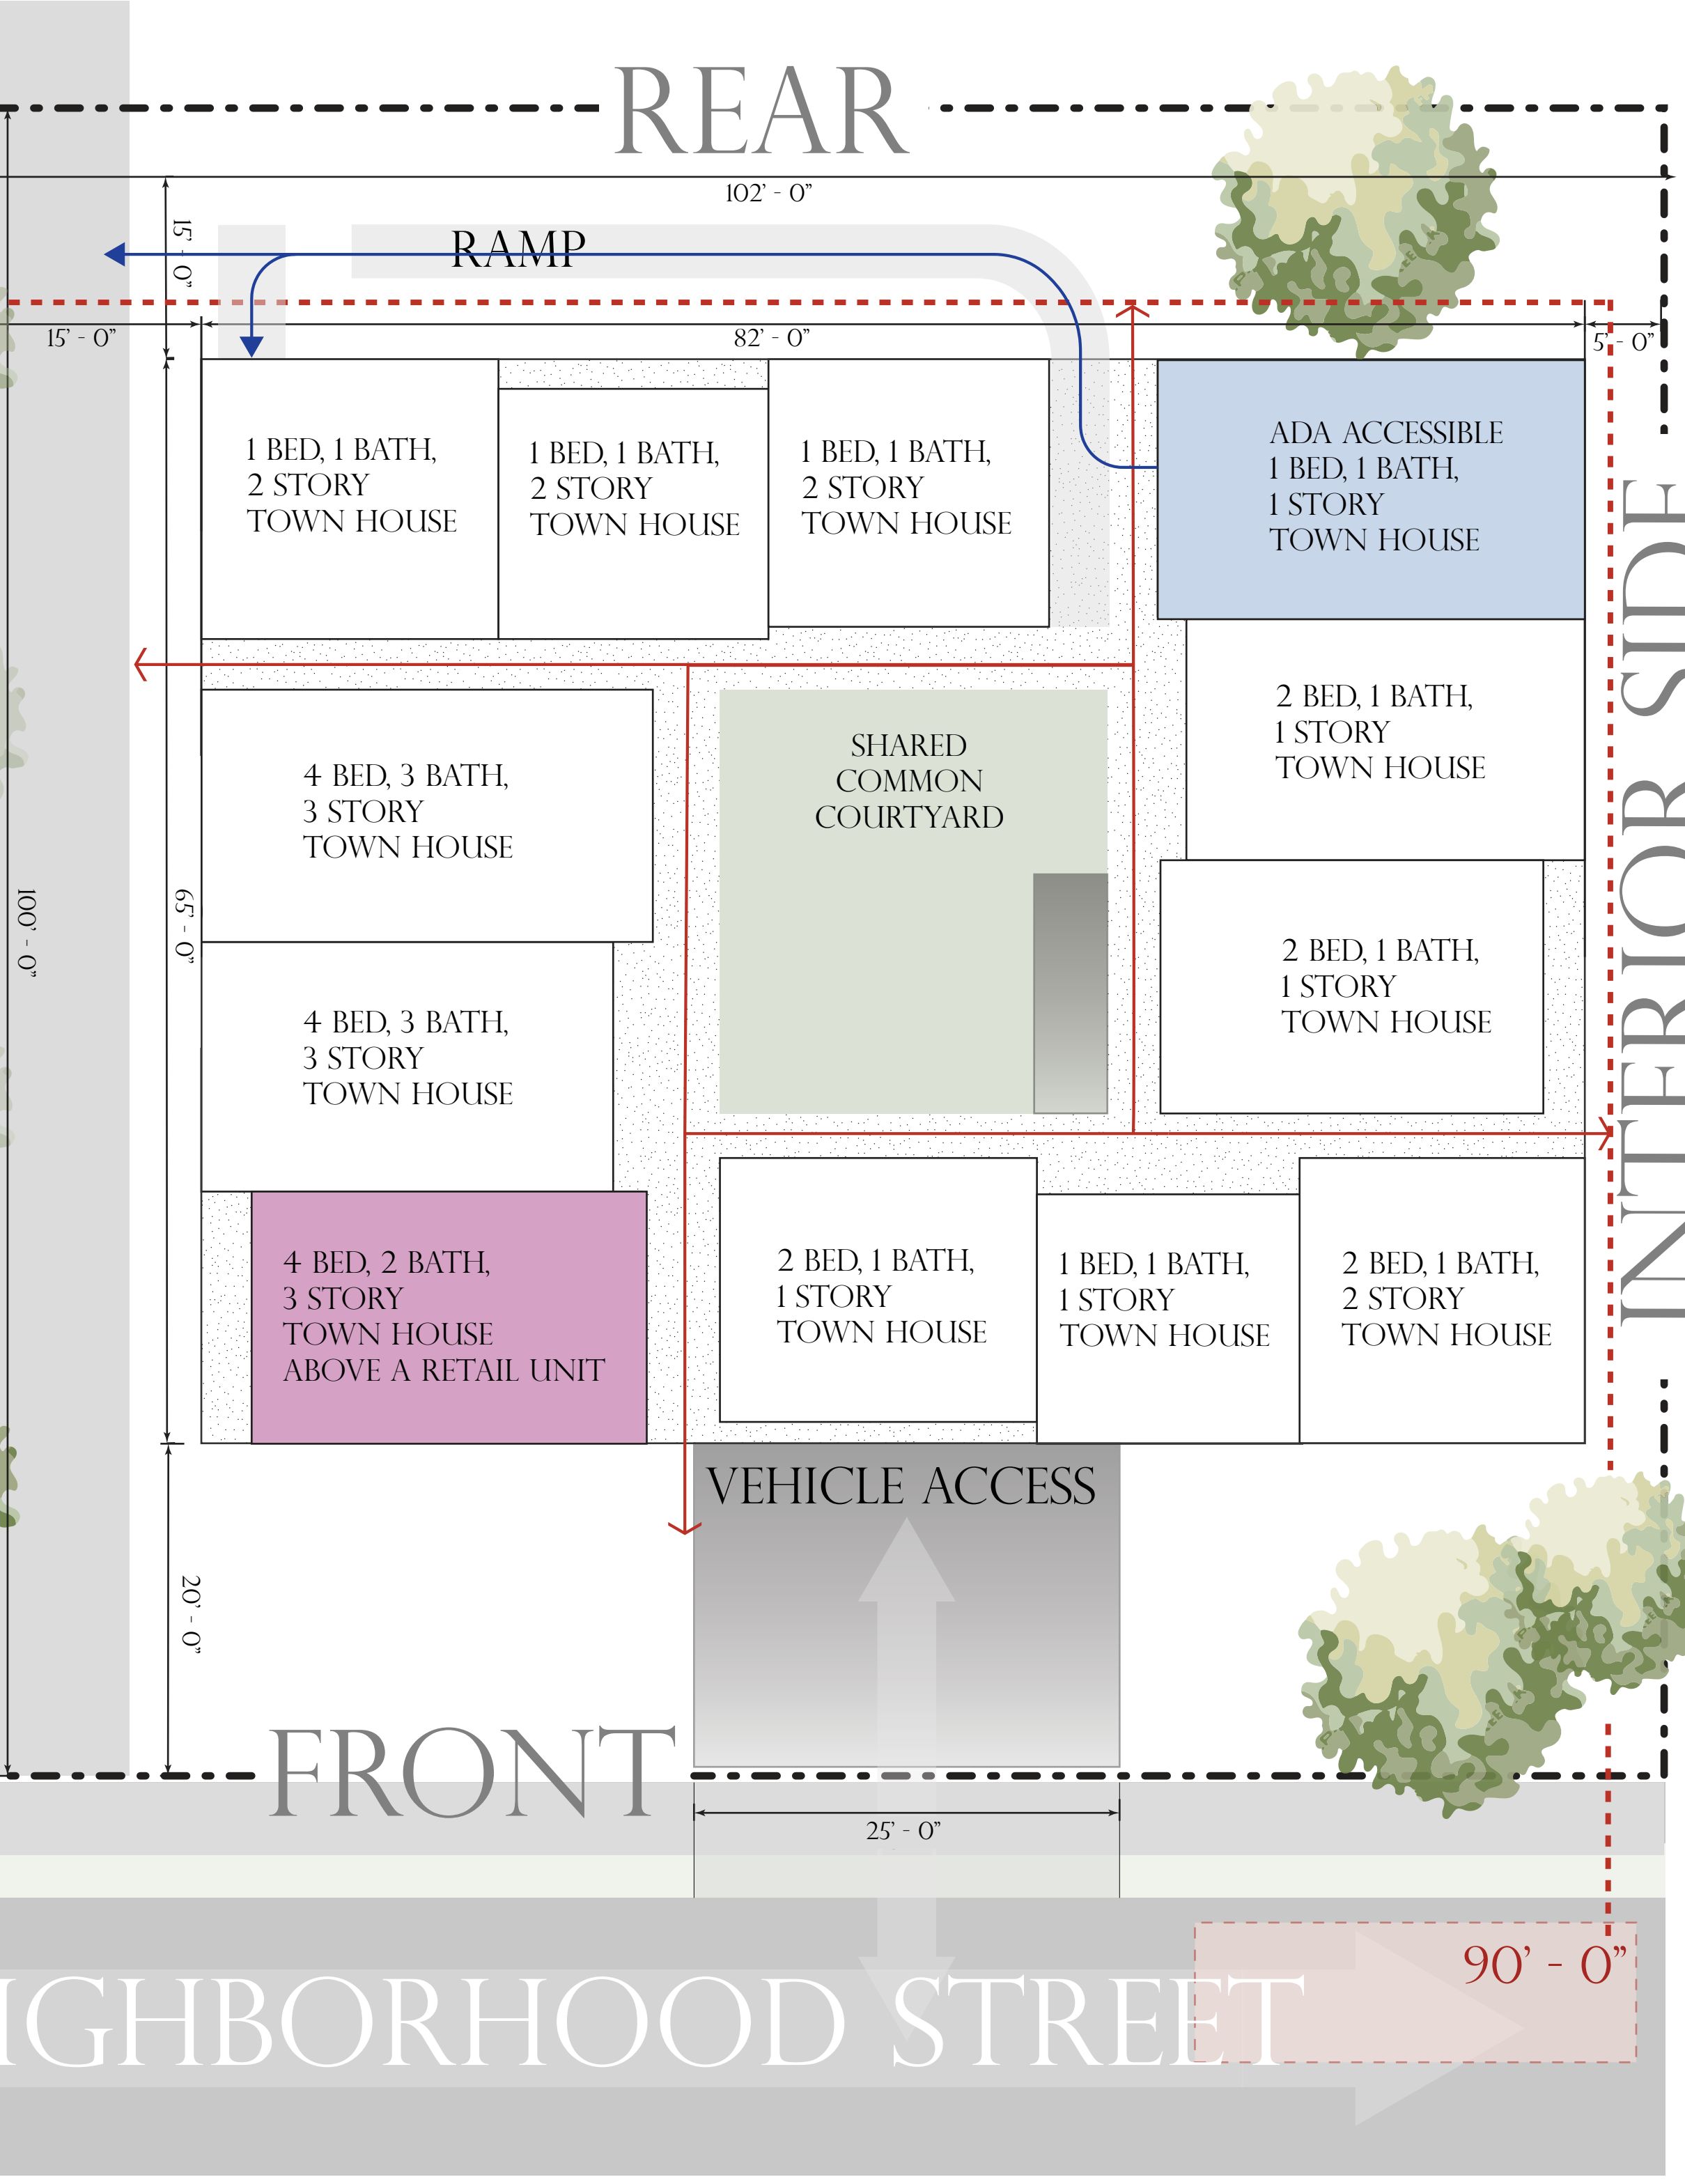 REAR
102' - 0"
15' - 0"
RAMP
15' - 0"
82' - 0"
5' - 0"
1 BED, 1 BATH,
2 STORY
TOWN HOUSE
1 BED, 1 BATH,
2 STORY
TOWN HOUSE
1 BED, 1 BATH,
2 STORY
TOWN HOUSE
ADA ACCESSIBLE
1 BED, 1 BATH,
1 STORY
TOWN HOUSE
INTERIOR SIDE
2 BED, 1 BATH,
1 STORY
TOWN HOUSE
SHARED
COMMON
COURTYARD
4 BED, 3 BATH,
3 STORY
TOWN HOUSE
100' - 0"
65' - 0"
2 BED, 1 BATH,
1 STORY
TOWN HOUSE
4 BED, 3 BATH,
3 STORY
TOWN HOUSE
4 BED, 2 BATH,
3 STORY
TOWN HOUSE
ABOVE A RETAIL UNIT
2 BED, 1 BATH,
1 STORY
TOWN HOUSE
1 BED, 1 BATH,
1 STORY
TOWN HOUSE
2 BED, 1 BATH,
2 STORY
TOWN HOUSE
VEHICLE ACCESS
20' - 0"
FRONT
25' - 0"
90' - 0"
IGHBORHOOD STREET